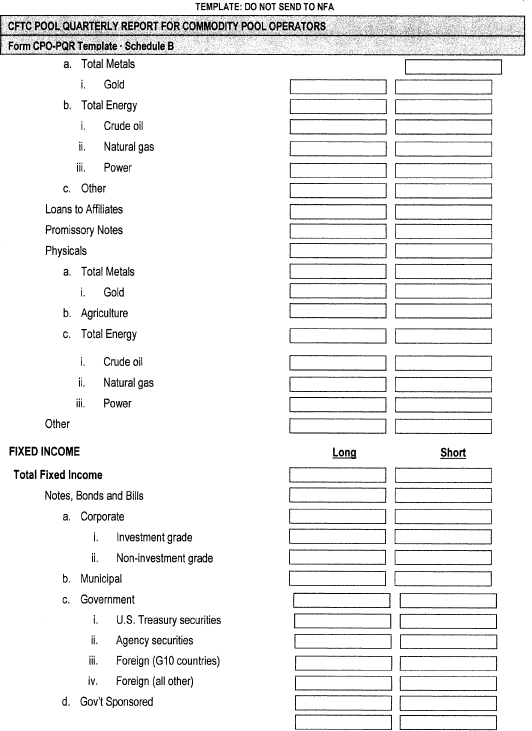 TEMPLATE: DO NOT SEND TO NFA
CFTC POOL QUARTERLY REPORT FOR COMMODITY POOL OPERATORS
Form CPO-PQR Template · Schedule B
a. Total Metals
i. Gold
b. Total Energy
i. Crude oil
ii. Natural gas
iii. Power
c. Other
Loans to Affiliates
Promissory Notes
Physicals
a. Total Metals
i. Gold
b. Agriculture
c. Total Energy
i. Crude oil
ii. Natural gas
iii. Power
Other
FIXED INCOME Long Short
Total Fixed Income
Notes, Bonds and Bills
a. Corporate
i. Investment grade
ii. Non-investment grade
b. Municipal
c. Government
i. U.S. Treasury securities
ii. Agency securities
iii. Foreign (G10 countries)
iv. Foreign (all other)
d. Gov't Sponsored